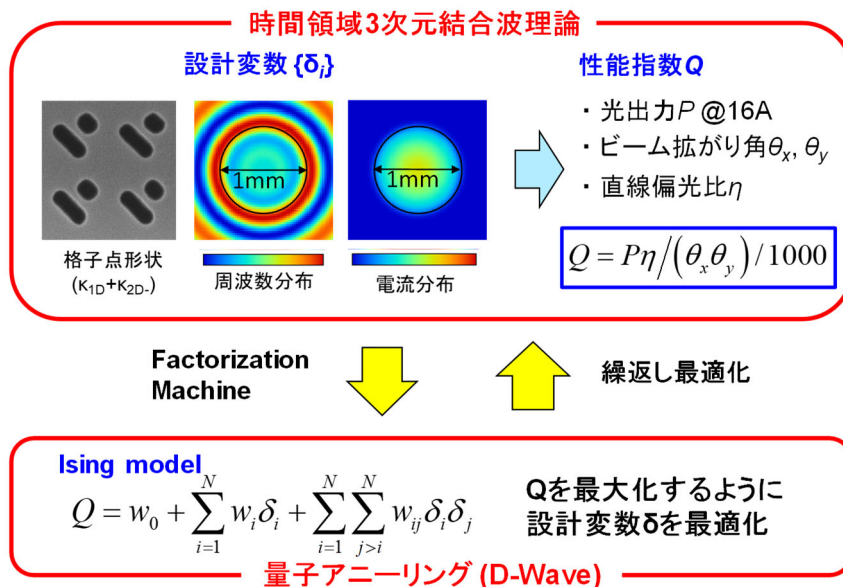 時間領域3次元結合波理論
設計変数 {δi}
性能指数Q
1mm
1mm
・光出力P @16A
・ビーム拡がり角θx, θy
・直線偏光比η
Q = Pη/(θxθy)/1000
格子点形状
(κ1D+κ2D-)
周波数分布
電流分布
Factorization
Machine
繰返し最適化
Ising model
Q = w0 + ∑_{i=1}^{N} wiδi + ∑_{i=1}^{N} ∑_{j>i}^{N} wijδiδj
Qを最大化するように
設計変数δを最適化
量子アニーリング (D-Wave)